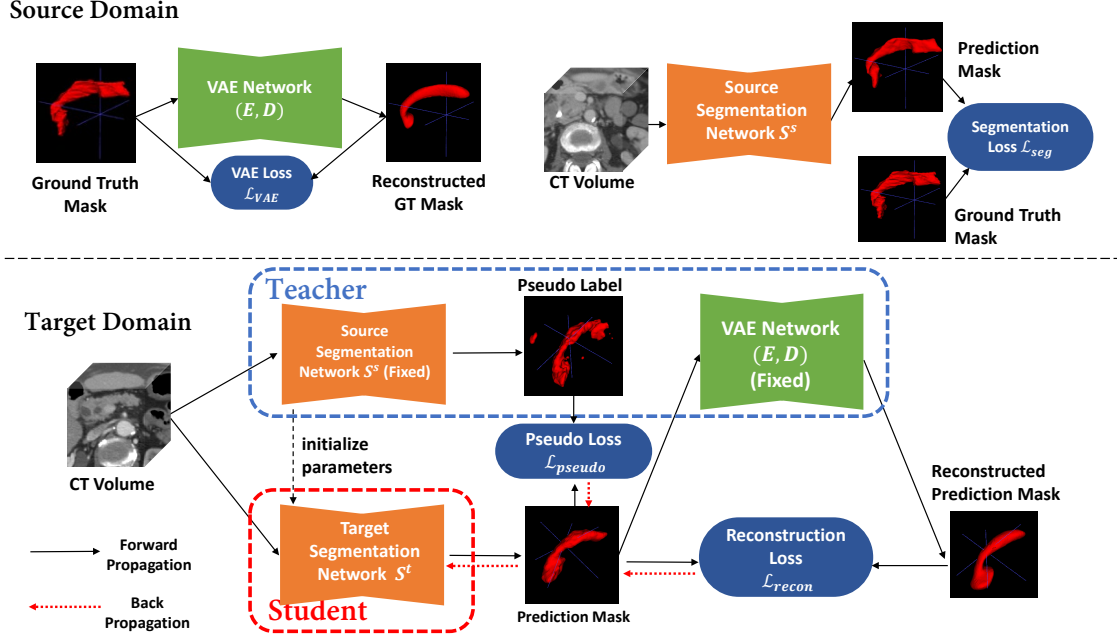 Source Domain
VAE Network
(E, D)
Ground Truth
Mask
VAE Loss
ℒ_VAE
Reconstructed
GT Mask
CT Volume
Source
Segmentation
Network S^s
Prediction
Mask
Segmentation
Loss ℒ_seg
Ground Truth
Mask
Target Domain
Teacher
Source
Segmentation
Network S^s (Fixed)
Pseudo Label
VAE Network
(E, D)
(Fixed)
CT Volume
initialize
parameters
Pseudo Loss
ℒ_pseudo
Target
Segmentation
Network S^t
Student
Prediction Mask
Reconstruction
Loss
ℒ_recon
Reconstructed
Prediction Mask
Forward
Propagation
Back
Propagation